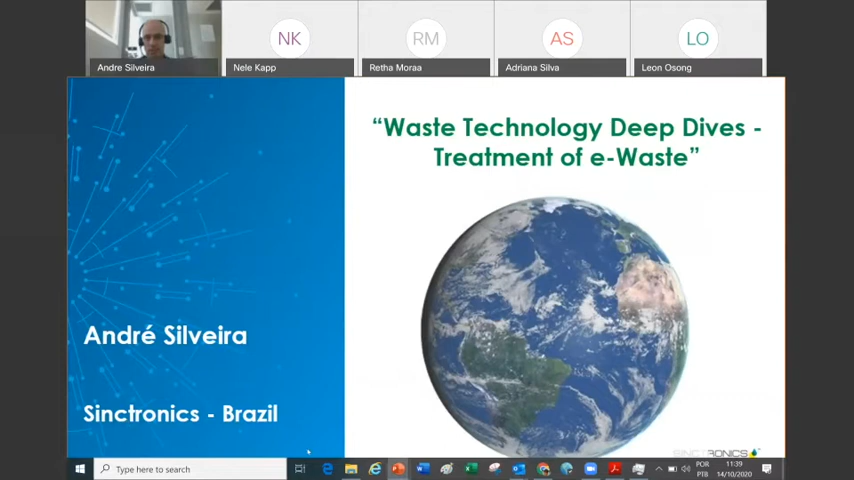 NK
RM
AS
LO
Andre Silveira
Nele Kapp
Retha Moraa
Adriana Silva
Leon Osong
“Waste Technology Deep Dives -
Treatment of e-Waste”
André Silveira
Sinctronics - Brazil
SINCTRONICS
Type here to search
POR
PTB
11:39
14/10/2020